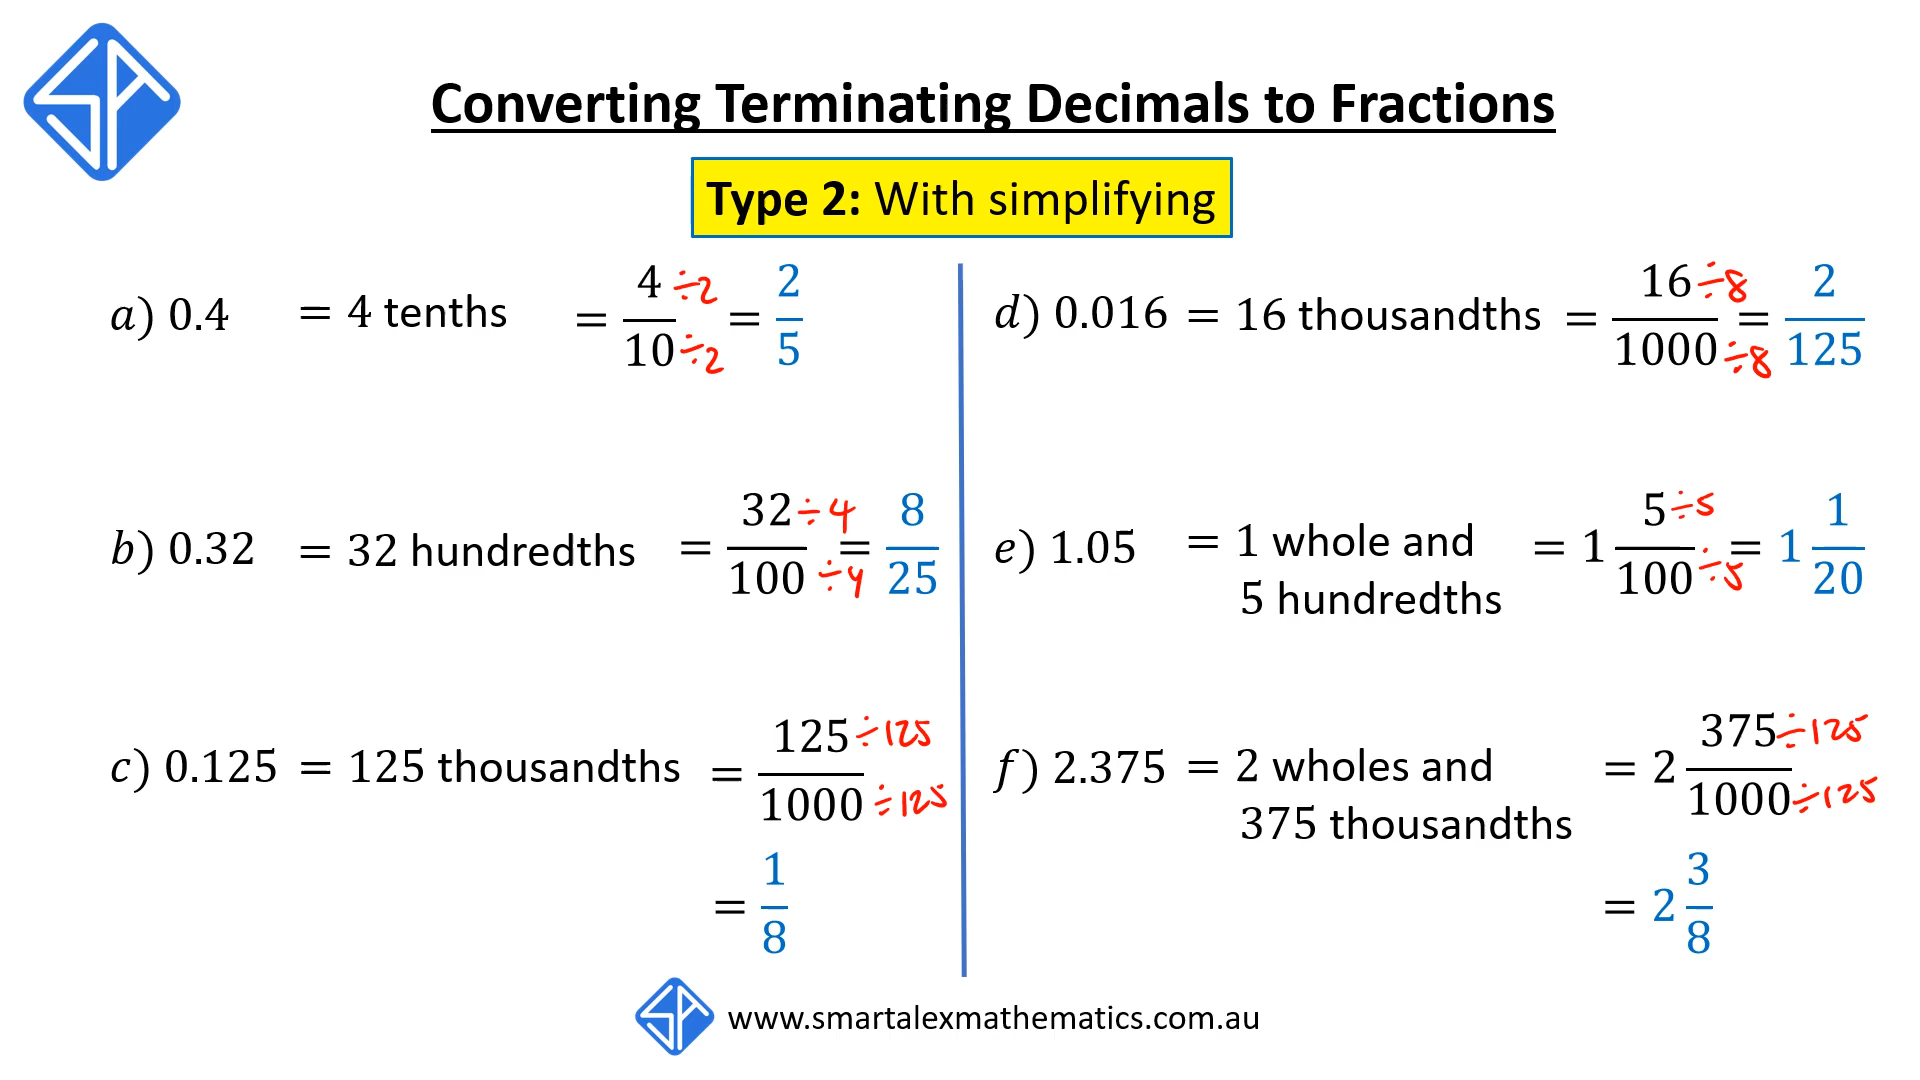 Converting Terminating Decimals to Fractions
Type 2: With simplifying
a) 0.4 = 4 tenths = 4÷2/10÷2 = 2/5
b) 0.32 = 32 hundredths = 32÷4/100÷4 = 8/25
c) 0.125 = 125 thousandths = 125÷125/1000÷125
= 1/8
d) 0.016 = 16 thousandths = 16÷8/1000÷8 = 2/125
e) 1.05 = 1 whole and
5 hundredths = 1 5÷5/100÷5 = 1 1/20
f) 2.375 = 2 wholes and
375 thousandths = 2 375÷125/1000÷125
= 2 3/8
www.smartalexmathematics.com.au